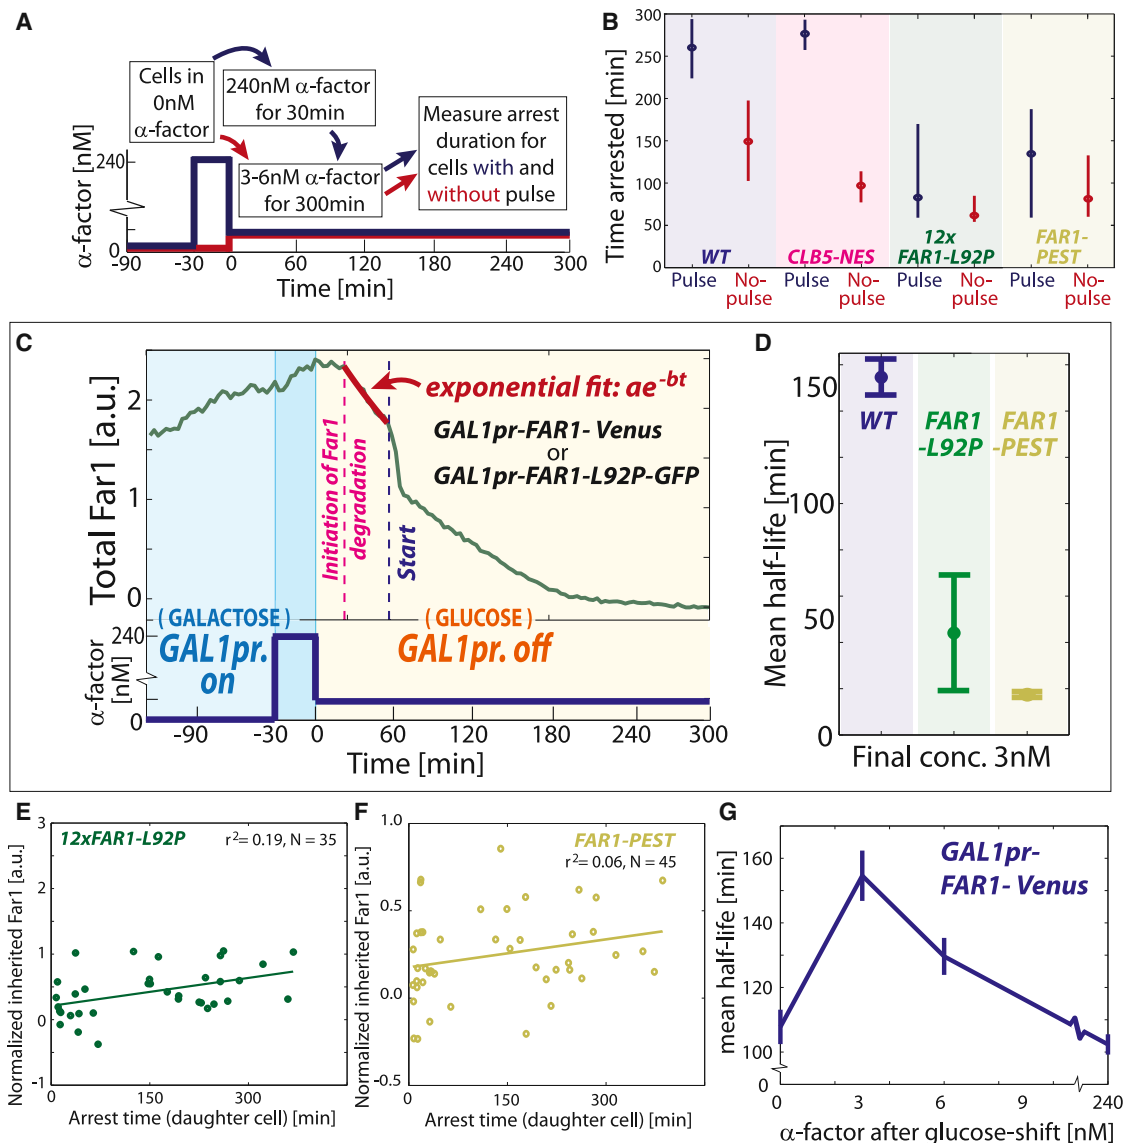 A
Cells in
0nM
α-factor
240nM α-factor
for 30min
3-6nM α-factor
for 300min
Measure arrest
duration for
cells with and
without pulse
α-factor [nM]
240
0
-90
-30
0
60
120
180
240
300
Time [min]
B
Time arrested [min]
300
250
200
150
100
50
0
WT
CLB5-NES
12x
FAR1-L92P
FAR1-
PEST
Pulse
No-
pulse
Pulse
No-
pulse
Pulse
No-
pulse
Pulse
No-
pulse
C
Total Far1 [a.u.]
2
1
0
exponential fit: ae^-bt
GAL1pr-FAR1- Venus
or
GAL1pr-FAR1-L92P-GFP
Initiation of Far1
degradation
Start
(GALACTOSE)
GAL1pr.
on
(GLUCOSE)
GAL1pr. off
α-factor
[nM]
240
0
-90
-30
0
60
120
180
240
300
Time [min]
D
Mean half-life [min]
150
100
50
0
WT
FAR1
-L92P
FAR1
-PEST
Final conc. 3nM
E
Normalized inherited Far1 [a.u.]
3
2
1
0
-1
12xFAR1-L92P
r²=0.19, N = 35
0
150
300
Arrest time (daughter cell) [min]
F
Normalized inherited Far1 [a.u.]
1.0
0.5
0.0
-0.5
FAR1-PEST
r²=0.06, N = 45
0
150
300
Arrest time (daughter cell) [min]
G
mean half-life [min]
160
140
120
100
0
GAL1pr-
FAR1- Venus
0
3
6
9
240
α-factor after glucose-shift [nM]